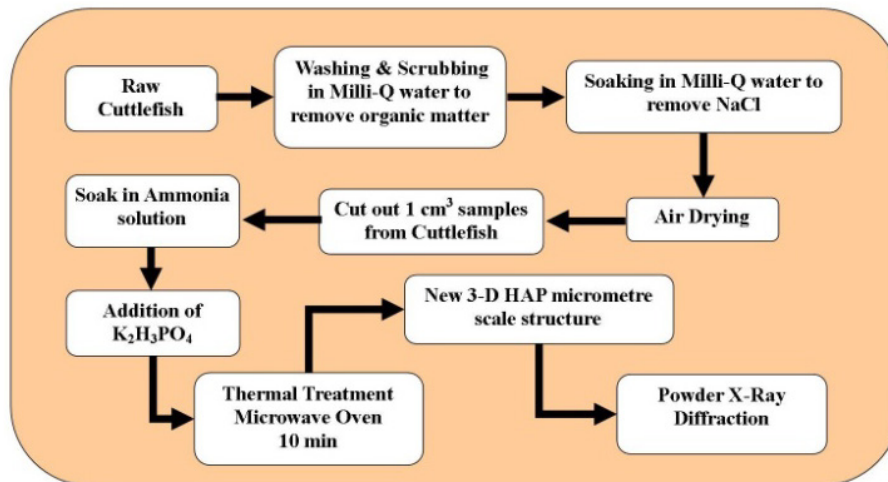 Raw
Cuttlefish
Washing & Scrubbing
in Milli-Q water to
remove organic matter
Soaking in Milli-Q water to
remove NaCl
Air Drying
Cut out 1 cm³ samples
from Cuttlefish
Soak in Ammonia
solution
Addition of
K₂H₃PO₄
Thermal Treatment
Microwave Oven
10 min
New 3-D HAP micrometre
scale structure
Powder X-Ray
Diffraction